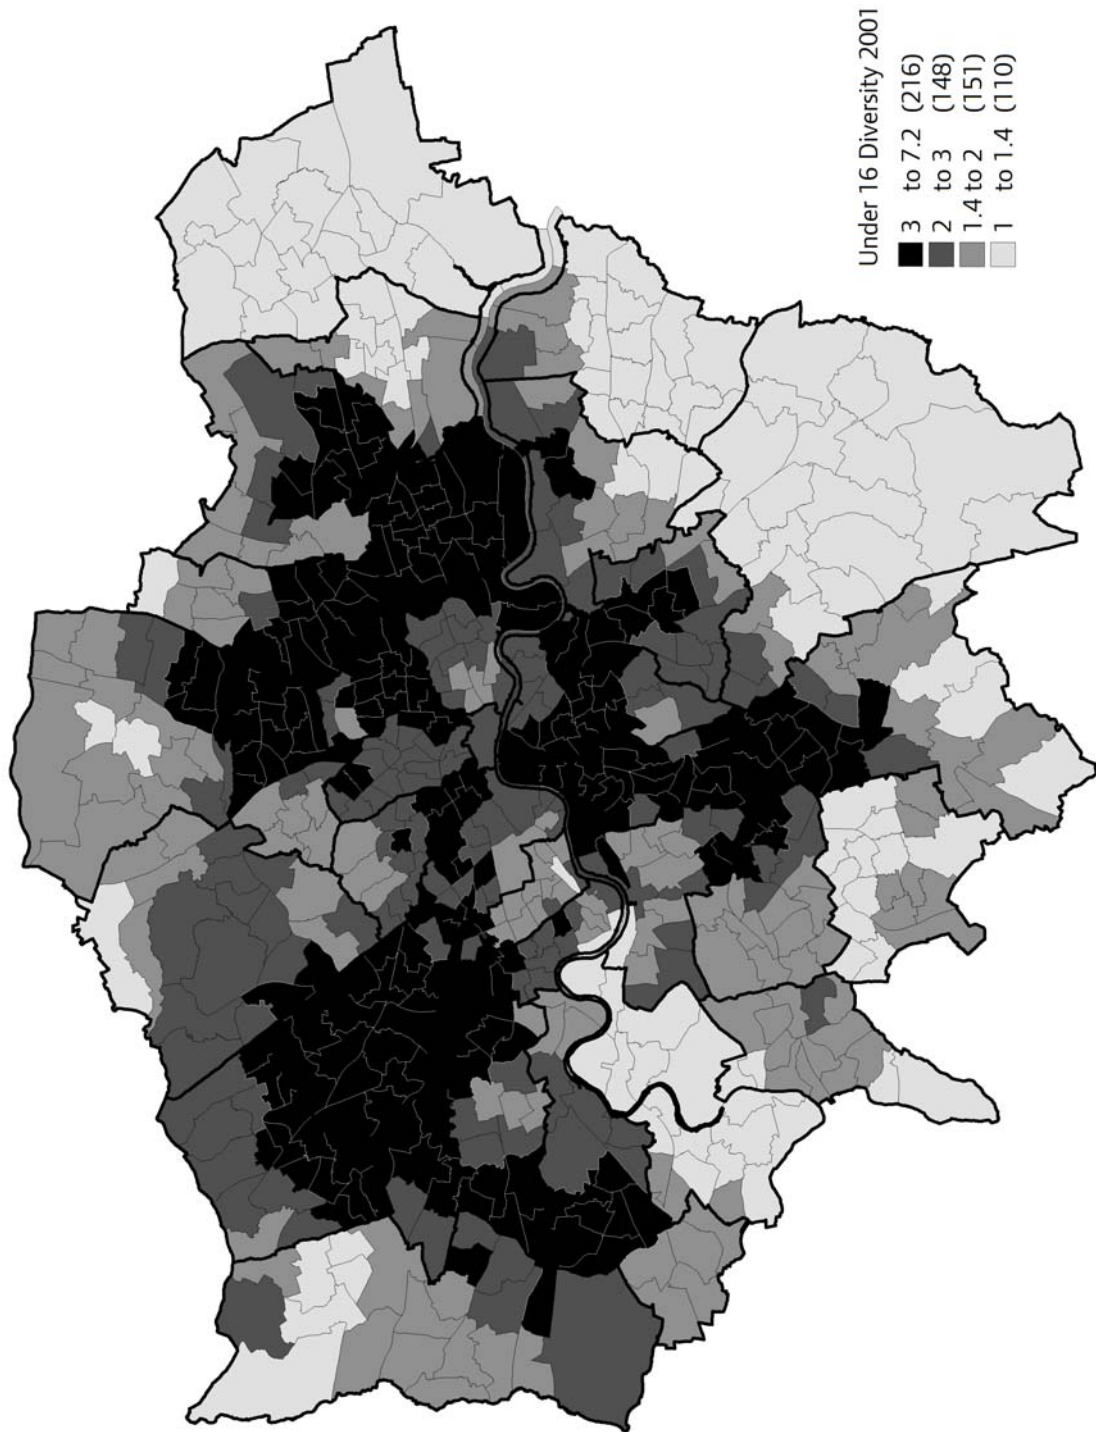 Under 16 Diversity 2001
3 to 7.2 (216)
2 to 3 (148)
1.4 to 2 (151)
1 to 1.4 (110)